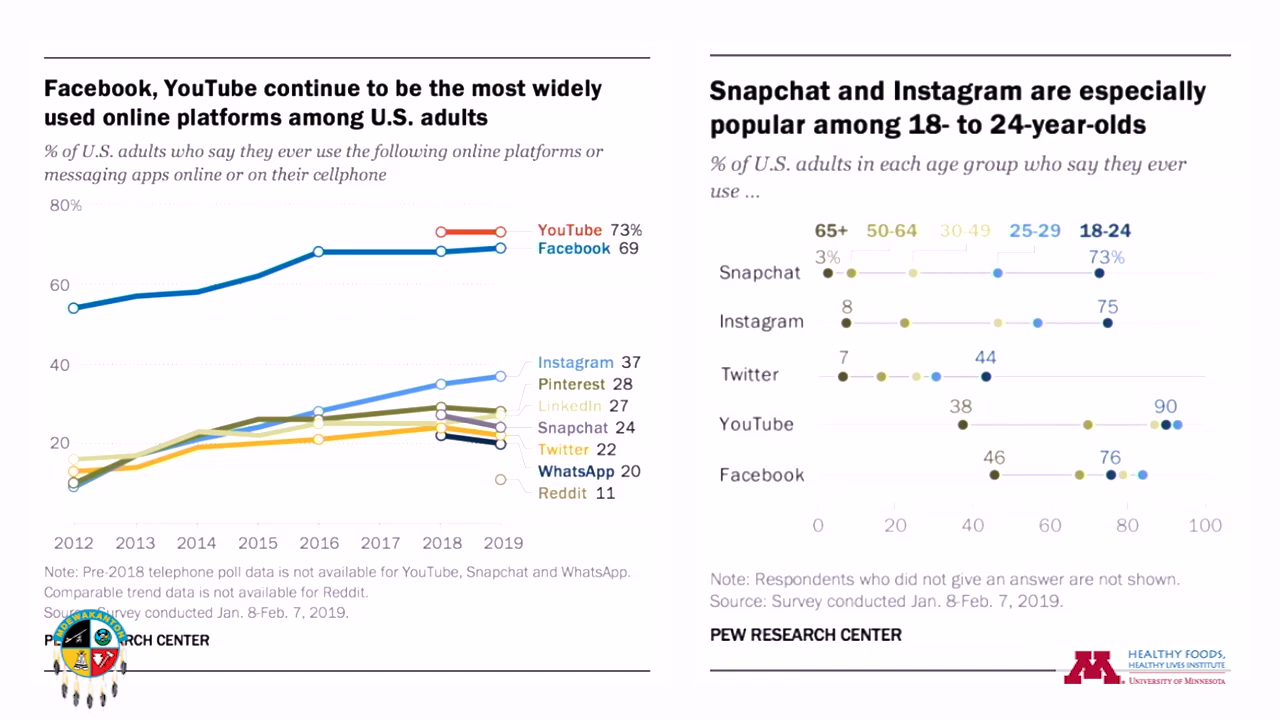 Facebook, YouTube continue to be the most widely
used online platforms among U.S. adults
% of U.S. adults who say they ever use the following online platforms or
messaging apps online or on their cellphone
80%
60
40
20
YouTube 73%
Facebook 69
Instagram 37
Pinterest 28
LinkedIn 27
Snapchat 24
Twitter 22
WhatsApp 20
Reddit 11
2012 2013 2014 2015 2016 2017 2018 2019
Note: Pre-2018 telephone poll data is not available for YouTube, Snapchat and WhatsApp.
Comparable trend data is not available for Reddit.
Survey conducted Jan. 8-Feb. 7, 2019.
CENTER
MDEWAKANTON
Snapchat and Instagram are especially
popular among 18- to 24-year-olds
% of U.S. adults in each age group who say they ever
use ...
65+ 50-64 30-49 25-29 18-24
3% 73%
Snapchat
8 75
Instagram
7 44
Twitter
38 90
YouTube
46 76
Facebook
0 20 40 60 80 100
Note: Respondents who did not give an answer are not shown.
Source: Survey conducted Jan. 8-Feb. 7, 2019.
PEW RESEARCH CENTER
M
HEALTHY FOODS,
HEALTHY LIVES INSTITUTE
UNIVERSITY OF MINNESOTA